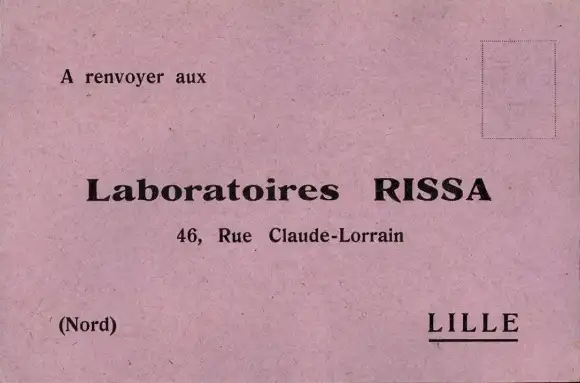 A renvoyer aux
Laboratoires RISSA
46, Rue Claude-Lorrain
(Nord)
LILLE